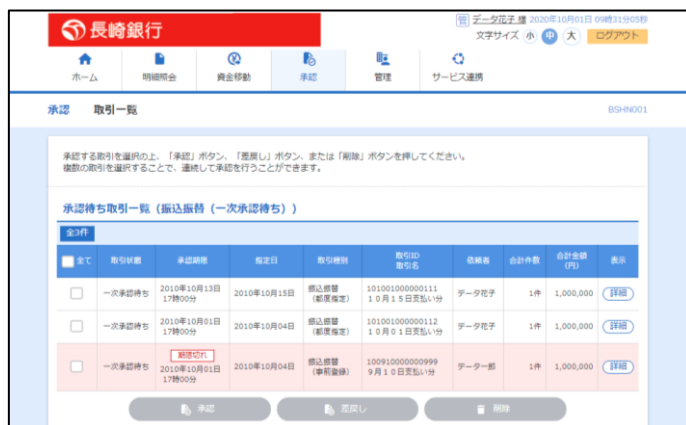 長崎銀行
管 データ花子 様 2020年10月01日 09時31分05秒
文字サイズ 小 中 大 ログアウト
ホーム 明細照会 資金移動 承認 管理 サービス連携
承認 取引一覧 BSHN001
承認する取引を選択の上、「承認」ボタン、「差戻し」ボタン、または「削除」ボタンを押してください。
複数の取引を選択することで、連続して承認を行うことができます。
承認待ち取引一覧（振込振替（一次承認待ち））
全3件
全て 取引状態 承認期限 指定日 取引種別 取引ID 依頼者 合計件数 合計金額 表示
取引名 (円)
一次承認待ち 2010年10月13日 2010年10月15日 振込振替 101001000000111 データ花子 1件 1,000,000 詳細
17時00分 （都度指定） １０月１５日支払い分
一次承認待ち 2010年10月01日 2010年10月04日 振込振替 101001000000112 データ花子 1件 1,000,000 詳細
17時00分 （都度指定） １０月０１日支払い分
期限切れ
一次承認待ち 2010年10月01日 2010年10月04日 振込振替 100910000000999 データ一郎 1件 1,000,000 詳細
17時00分 （事前登録） ９月１０日支払い分
承認 差戻し 削除